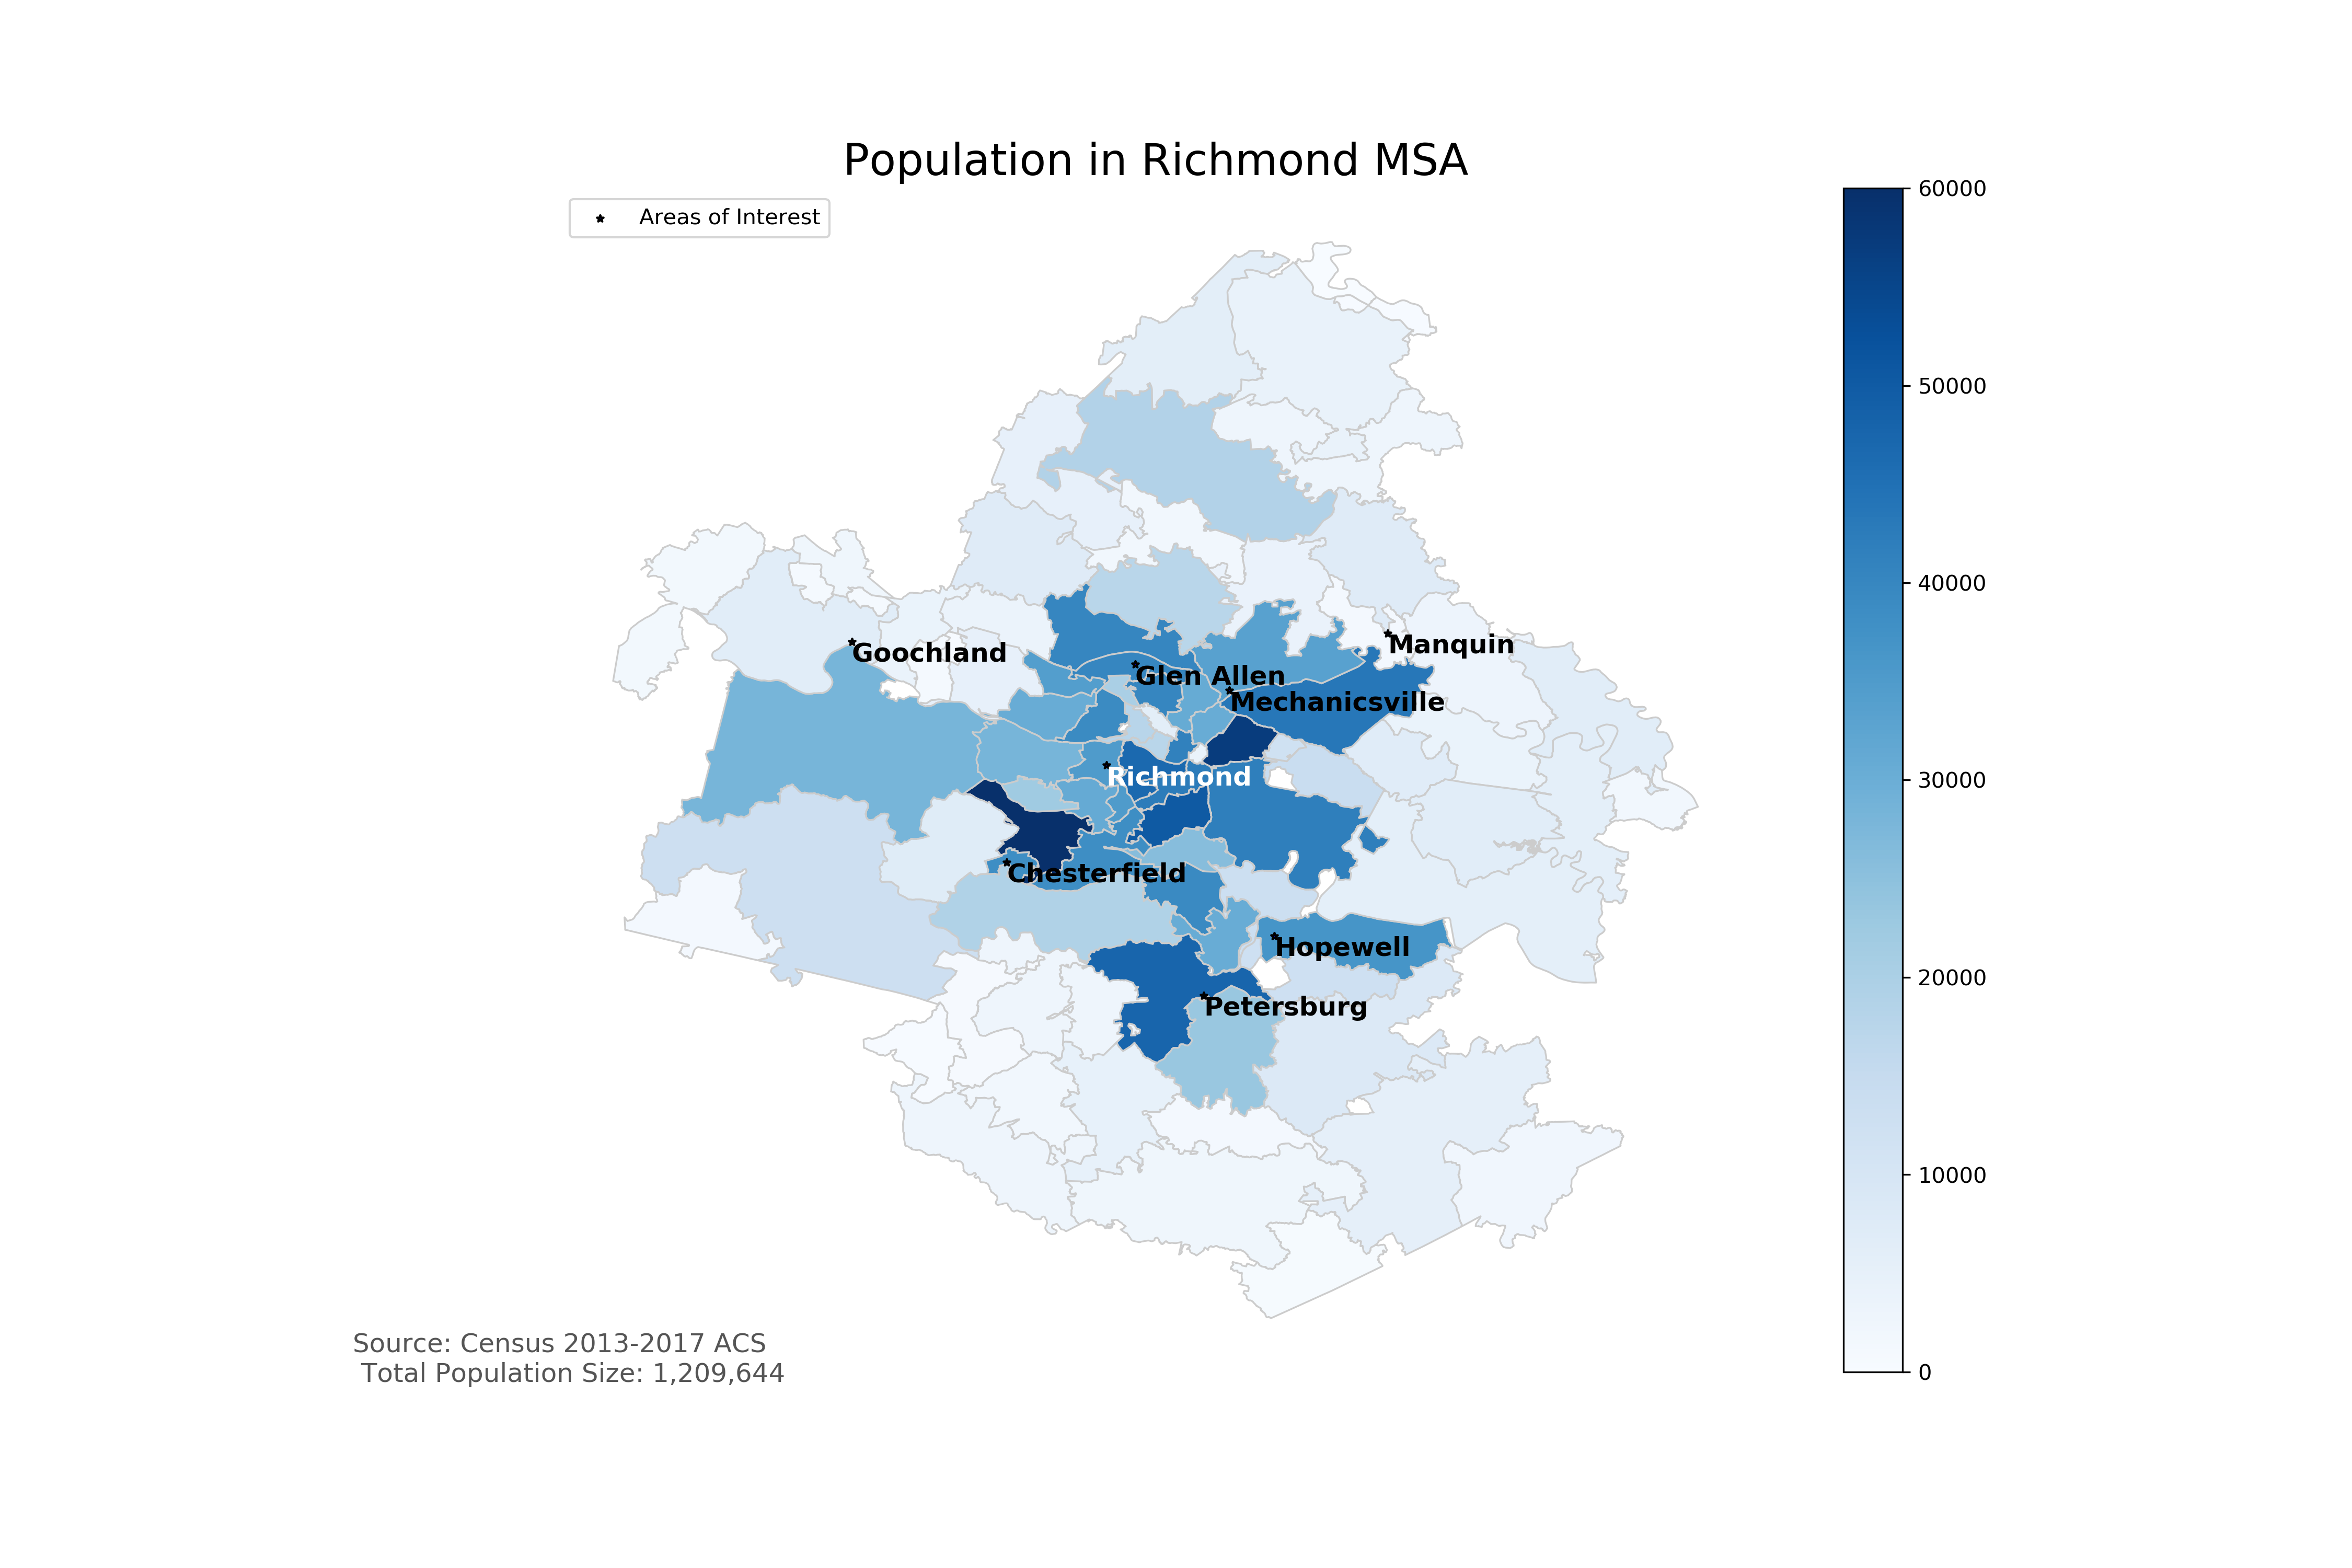 Population in Richmond MSA
Areas of Interest
60000
50000
40000
30000
20000
10000
0
Goochland
Manquin
Glen Allen
Mechanicsville
Richmond
Chesterfield
Hopewell
Petersburg
Source: Census 2013-2017 ACS
Total Population Size: 1,209,644